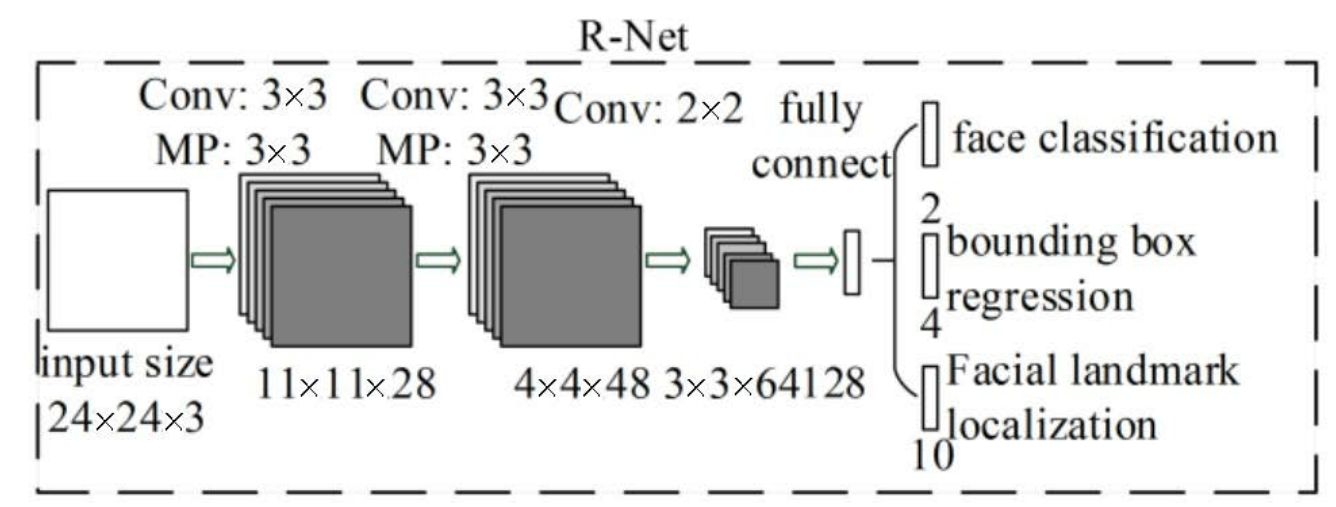 R-Net
Conv: 3×3
MP: 3×3
Conv: 3×3
MP: 3×3
Conv: 2×2
fully
connect
input size
24×24×3
11×11×28
4×4×48
3×3×64
128
face classification
2
bounding box
regression
4
Facial landmark
localization
10